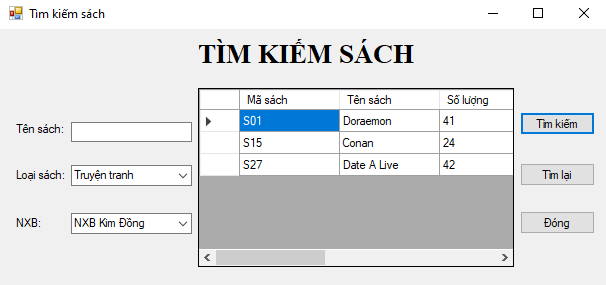 Tìm kiếm sách
TÌM KIẾM SÁCH
Mã sách Tên sách Số lượng
S01 Doraemon 41
S15 Conan 24
S27 Date A Live 42
Tên sách:
Loại sách: Truyện tranh
NXB: NXB Kim Đồng
Tìm kiếm
Tìm lại
Đóng